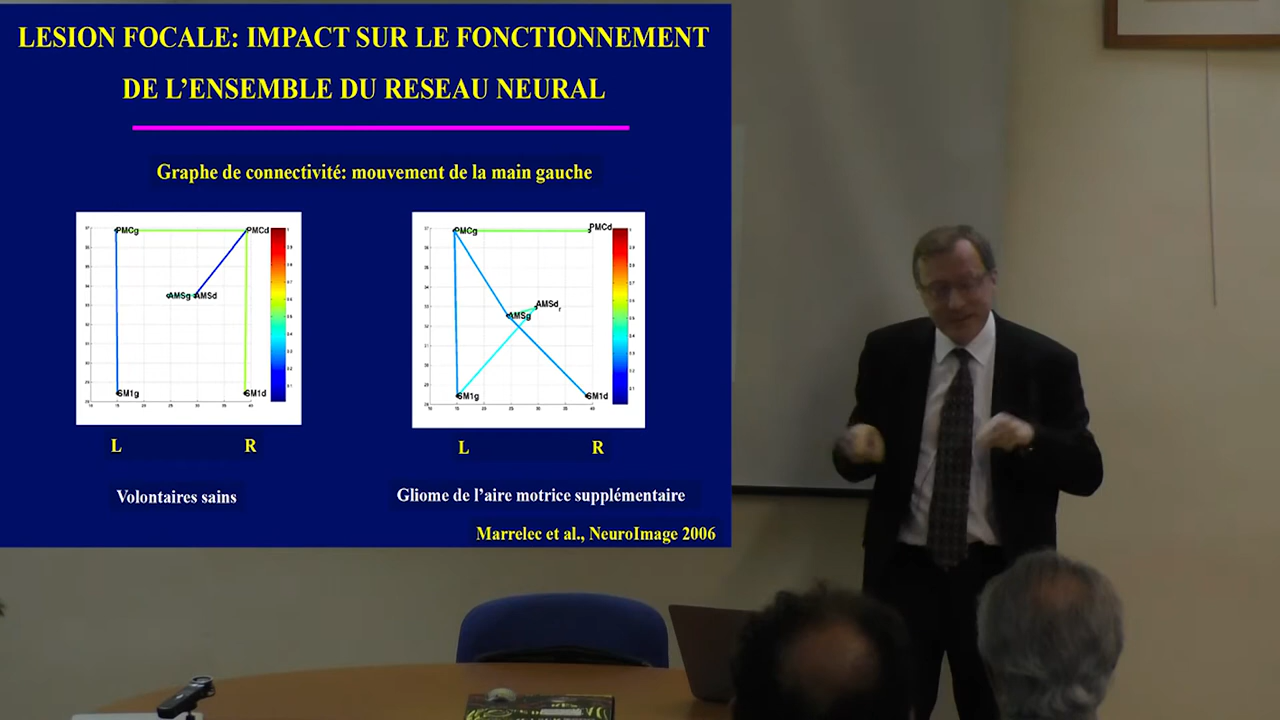 LESION FOCALE: IMPACT SUR LE FONCTIONNEMENT
DE L'ENSEMBLE DU RESEAU NEURAL
Graphe de connectivité: mouvement de la main gauche
PMCg
PMCd
AMSg
AMSd
SM1g
SM1d
L
R
Volontaires sains
PMCg
PMCd
AMSd
AMSg
SM1g
SM1d
L
R
Gliome de l'aire motrice supplémentaire
Marrelec et al., NeuroImage 2006